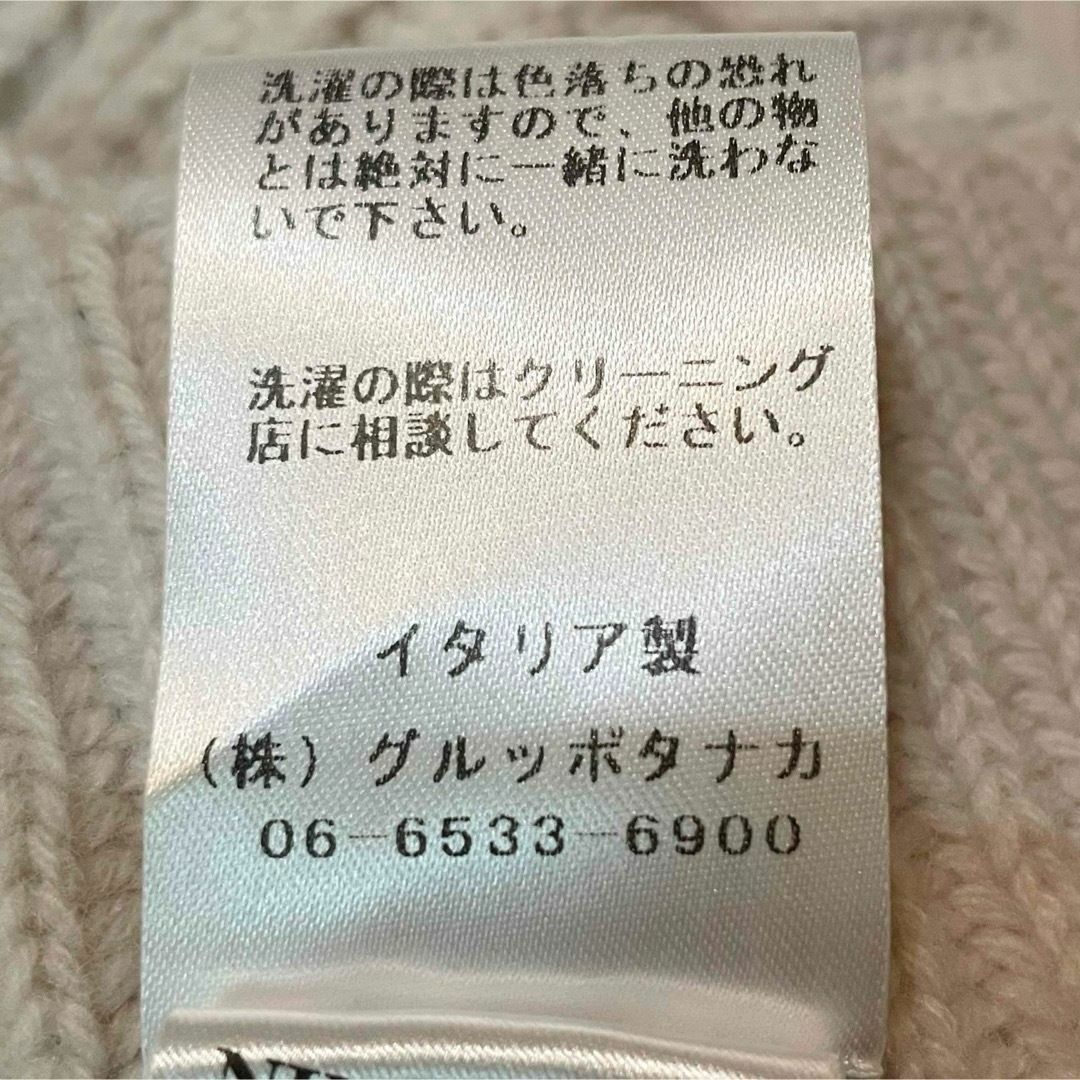 洗濯の際は色落ちの恐れ
がありますので、他の物
とは絶対に一緒に洗わな
いで下さい。
洗濯の際はクリーニング
店に相談してください。
イタリア製
(株) グルッポタナカ
06-6533-6900